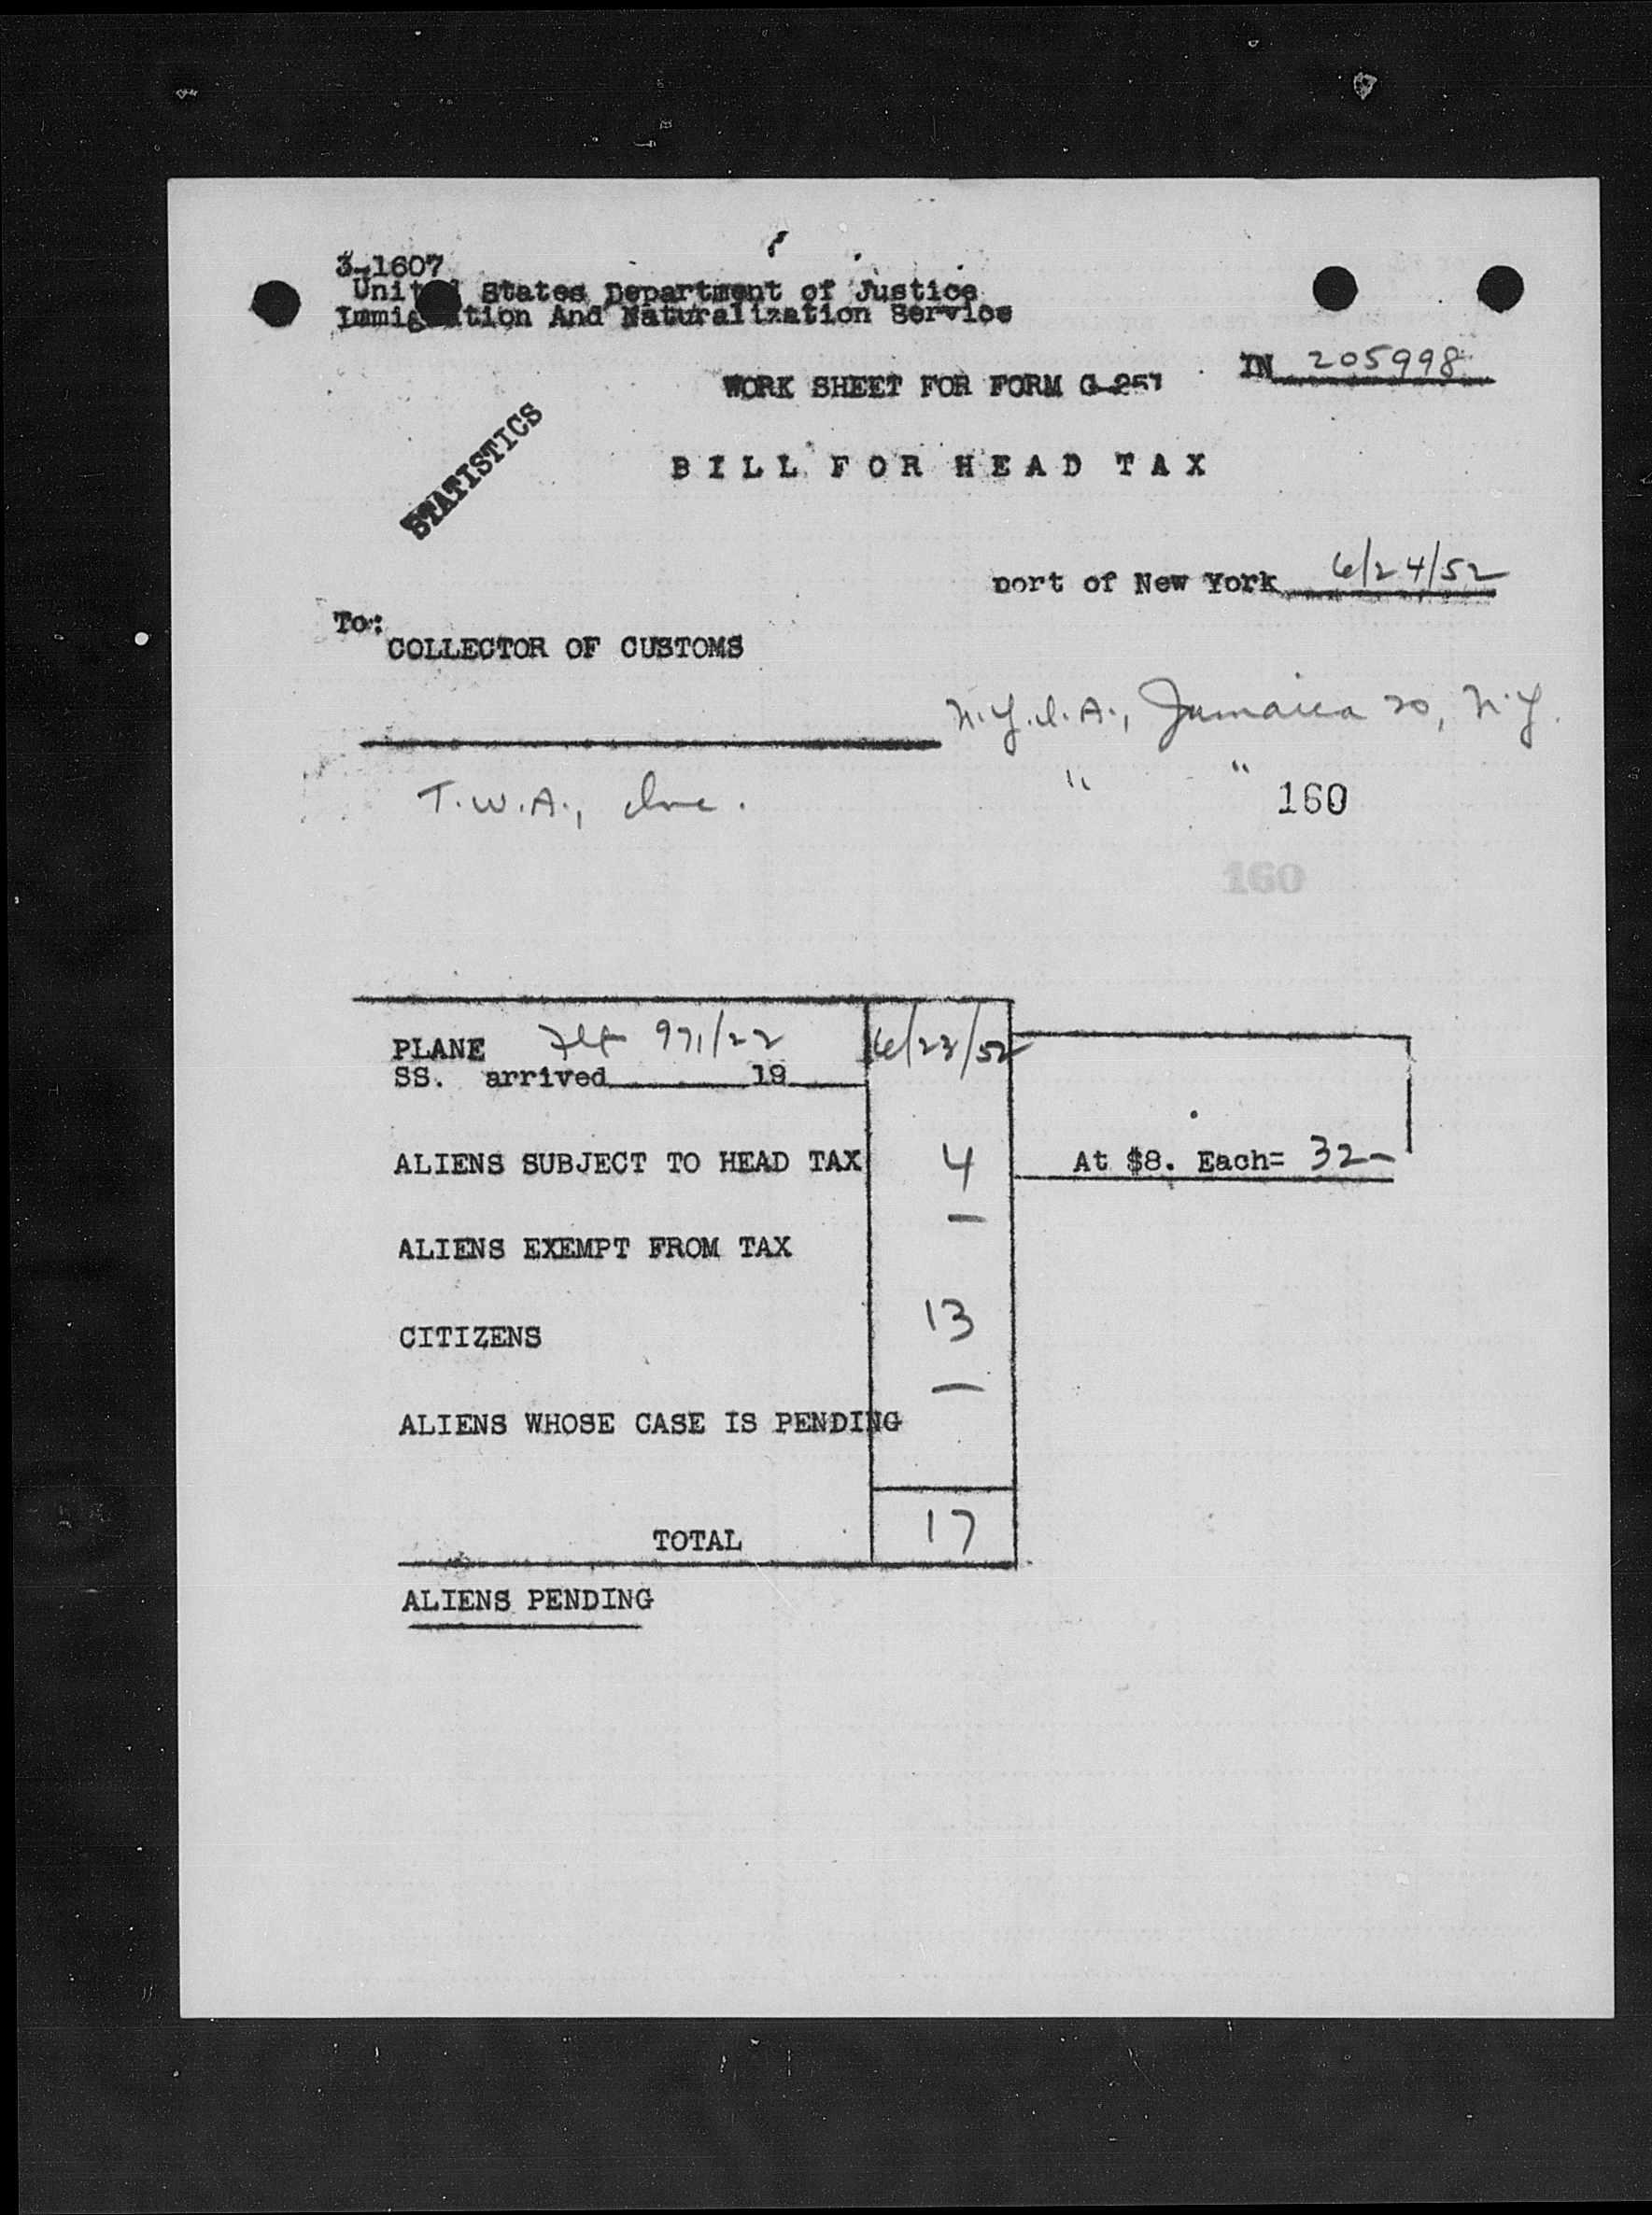 3-1607
United States Department of Justice
Immigration And Naturalization Service
IN 205998
WORK SHEET FOR FORM G-257
STATISTICS
BILL FOR HEAD TAX
port of New York 6/24/52
To:
COLLECTOR OF CUSTOMS
N.Y.I.A., Jamaica 20, N.Y.
T.W.A., Inc. " " 160
160
PLANE Flt 971/22 6/23/52
SS. arrived 19
ALIENS SUBJECT TO HEAD TAX 4 At $8. Each= 32-
ALIENS EXEMPT FROM TAX —
CITIZENS 13
ALIENS WHOSE CASE IS PENDING —
TOTAL 17
ALIENS PENDING